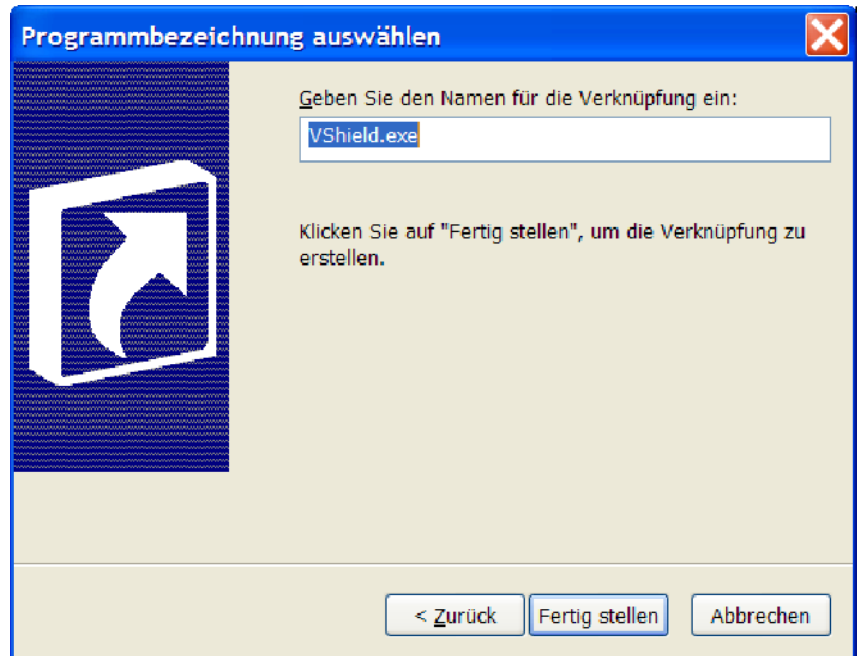 Programmbezeichnung auswählen
Geben Sie den Namen für die Verknüpfung ein:
VShield.exe
Klicken Sie auf "Fertig stellen", um die Verknüpfung zu
erstellen.
< Zurück Fertig stellen Abbrechen